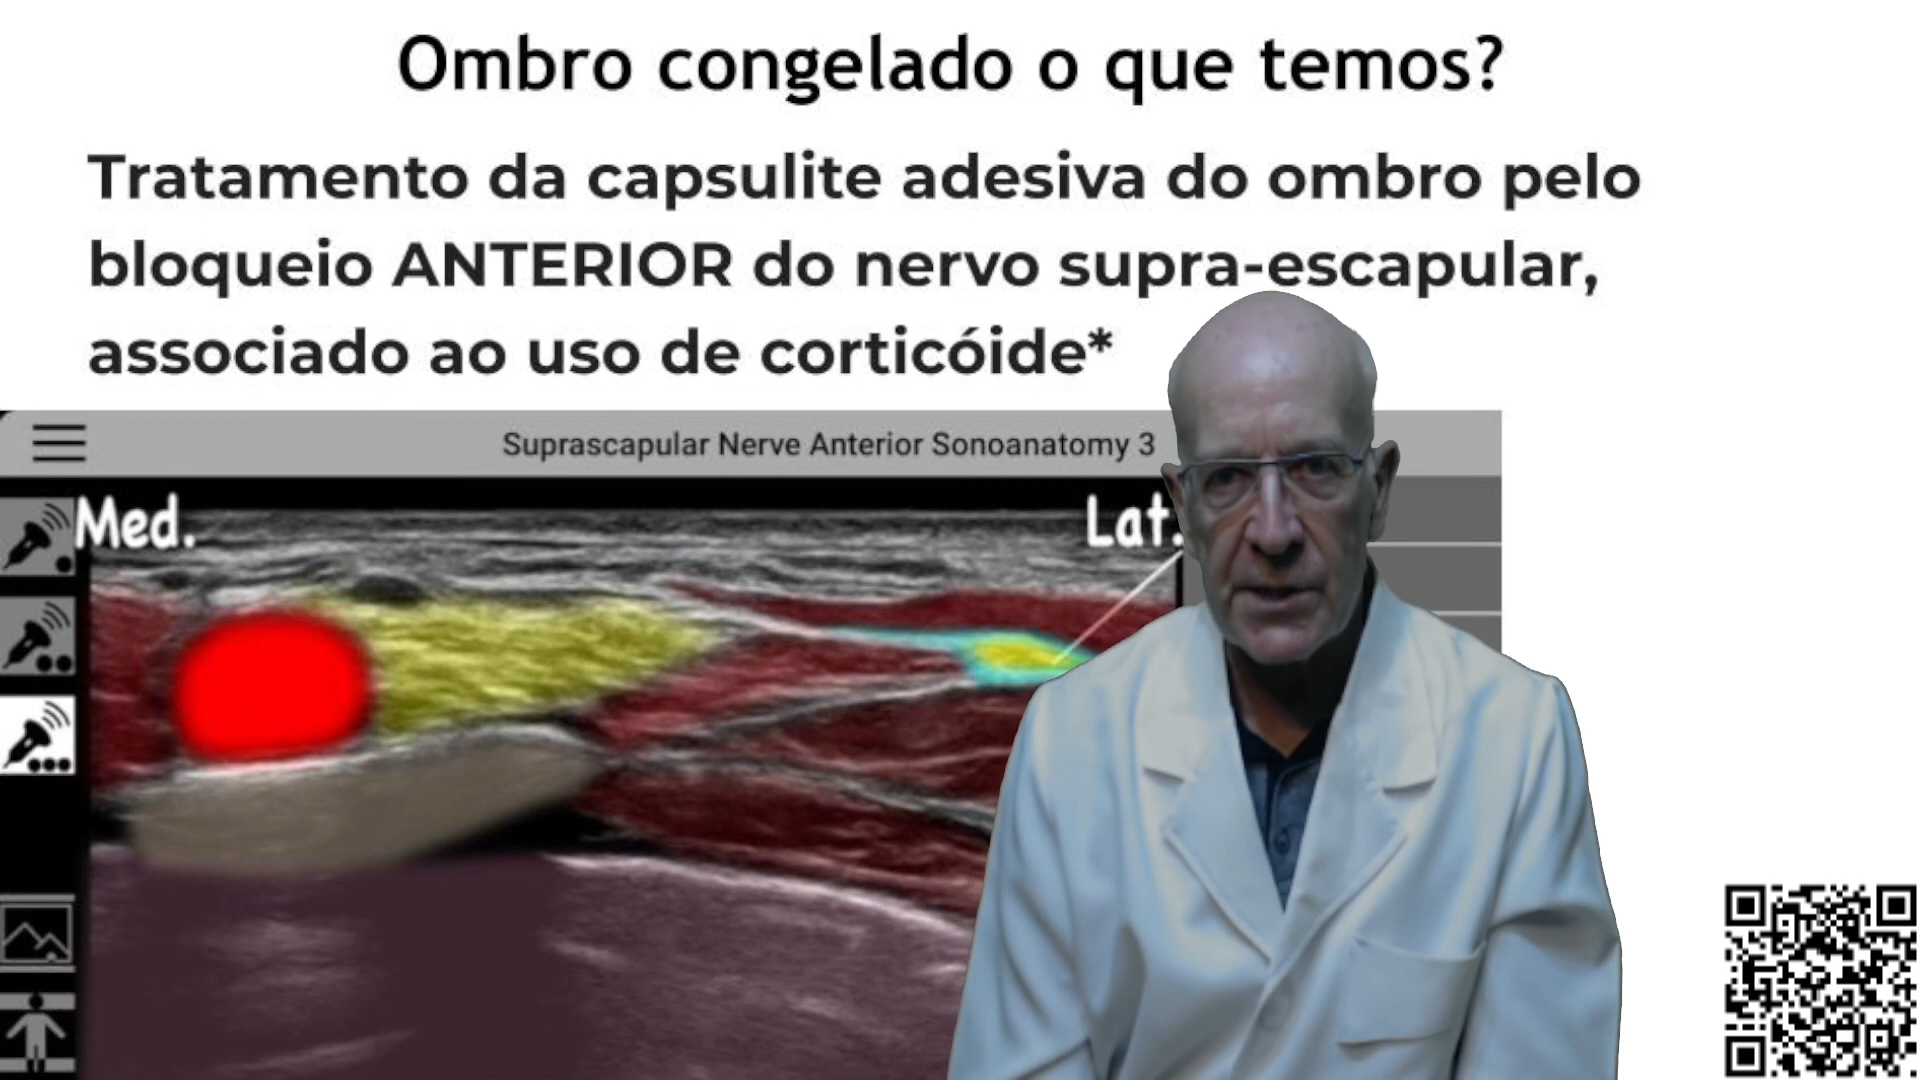 Ombro congelado o que temos?
Tratamento da capsulite adesiva do ombro pelo
bloqueio ANTERIOR do nervo supra-escapular,
associado ao uso de corticóide*
Suprascapular Nerve Anterior Sonoanatomy 3
Med.
Lat.